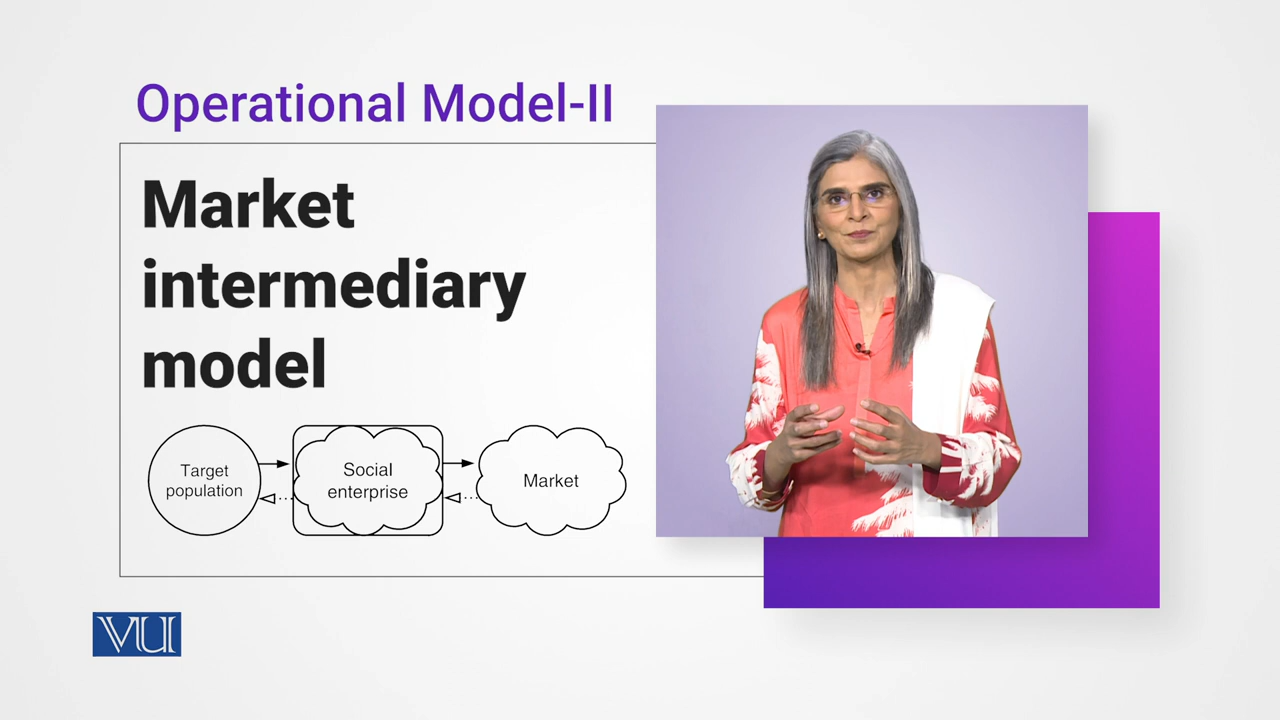 Operational Model-II
Market
intermediary
model
Target
population
Social
enterprise
Market
VU